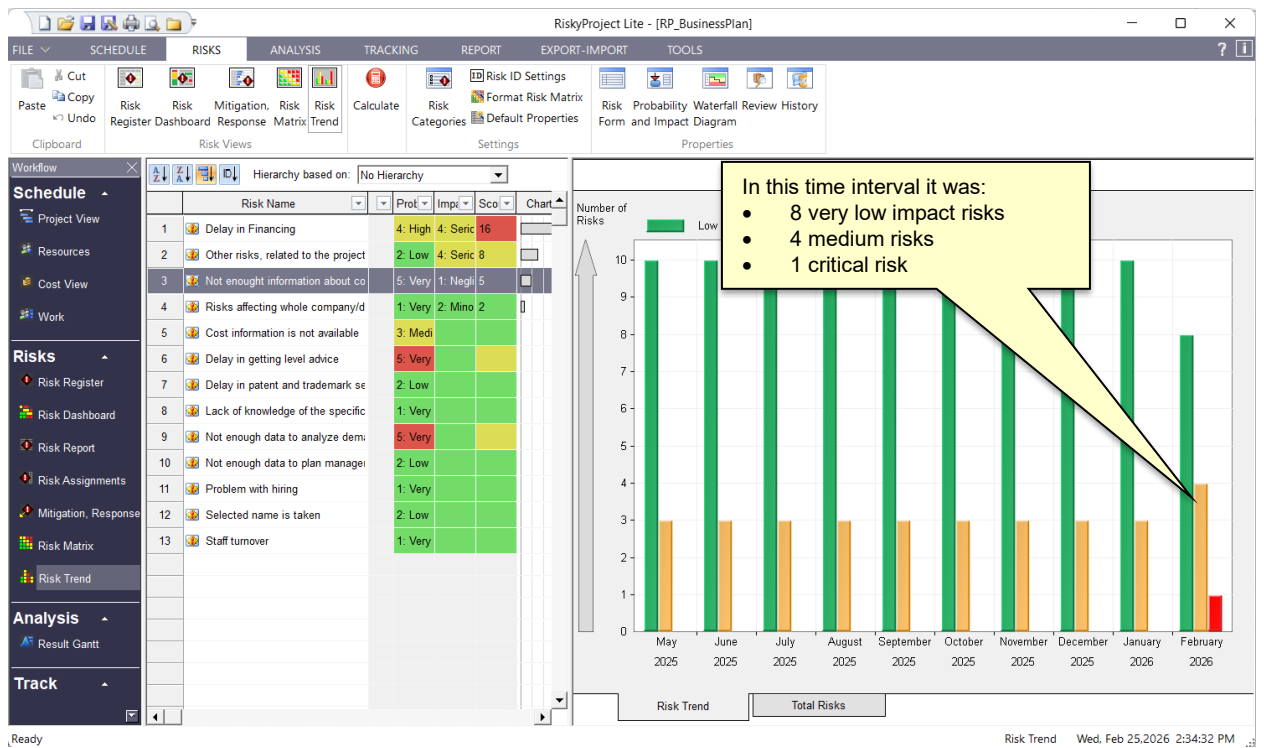 RiskyProject Lite - [RP_BusinessPlan]
FILE SCHEDULE RISKS ANALYSIS TRACKING REPORT EXPORT-IMPORT TOOLS ? i
Paste
Cut
Copy
Undo
Clipboard
Risk Register
Risk Dashboard
Mitigation, Response
Risk Matrix
Risk Trend
Risk Views
Calculate
Risk Categories
ID Risk ID Settings
Format Risk Matrix
Default Properties
Settings
Risk Form
Probability and Impact
Waterfall Diagram
Review
History
Properties
Workflow
Schedule
Project View
Resources
Cost View
Work
Risks
Risk Register
Risk Dashboard
Risk Report
Risk Assignments
Mitigation, Response
Risk Matrix
Risk Trend
Analysis
Result Gantt
Track
Hierarchy based on: No Hierarchy
Risk Name Prot Impa Sco Chart
1 Delay in Financing 4: High 4: Seric 16
2 Other risks, related to the project 2: Low 4: Seric 8
3 Not enought information about co 5: Very 1: Negli 5
4 Risks affecting whole company/d 1: Very 2: Mino 2
5 Cost information is not available 3: Medi
6 Delay in getting level advice 5: Very
7 Delay in patent and trademark se 2: Low
8 Lack of knowledge of the specific 1: Very
9 Not enough data to analyze dema 5: Very
10 Not enough data to plan manager 2: Low
11 Problem with hiring 1: Very
12 Selected name is taken 2: Low
13 Staff turnover 1: Very
In this time interval it was:
• 8 very low impact risks
• 4 medium risks
• 1 critical risk
Number of
Risks
Low
10
9
8
7
6
5
4
3
2
1
0
May June July August September October November December January February
2025 2025 2025 2025 2025 2025 2025 2025 2026 2026
Risk Trend Total Risks
Ready
Risk Trend Wed, Feb 25,2026 2:34:32 PM